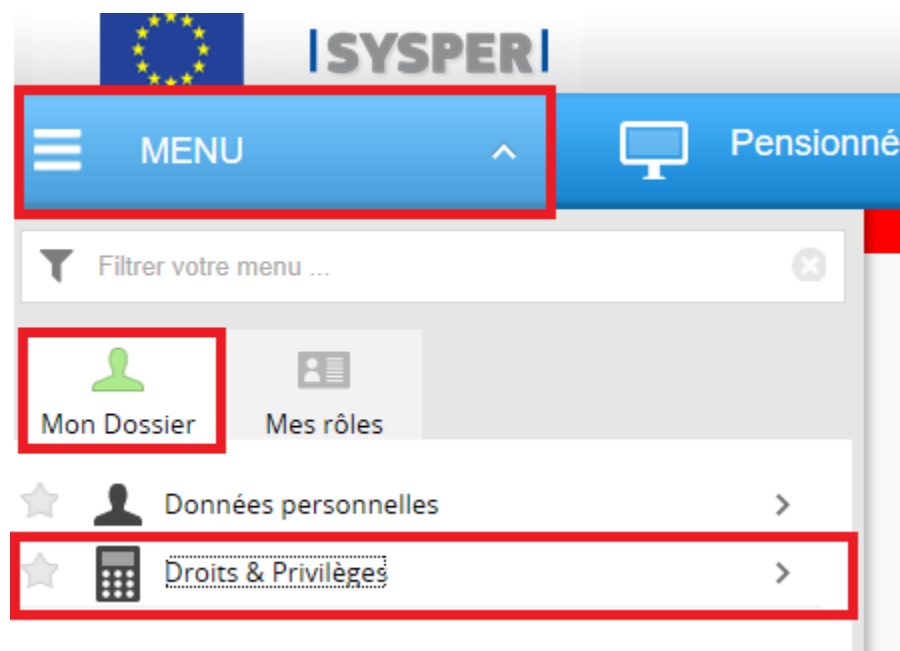 SYSPER
MENU
Pensionné
Filtrer votre menu ...
Mon Dossier
Mes rôles
Données personnelles
Droits & Privilèges